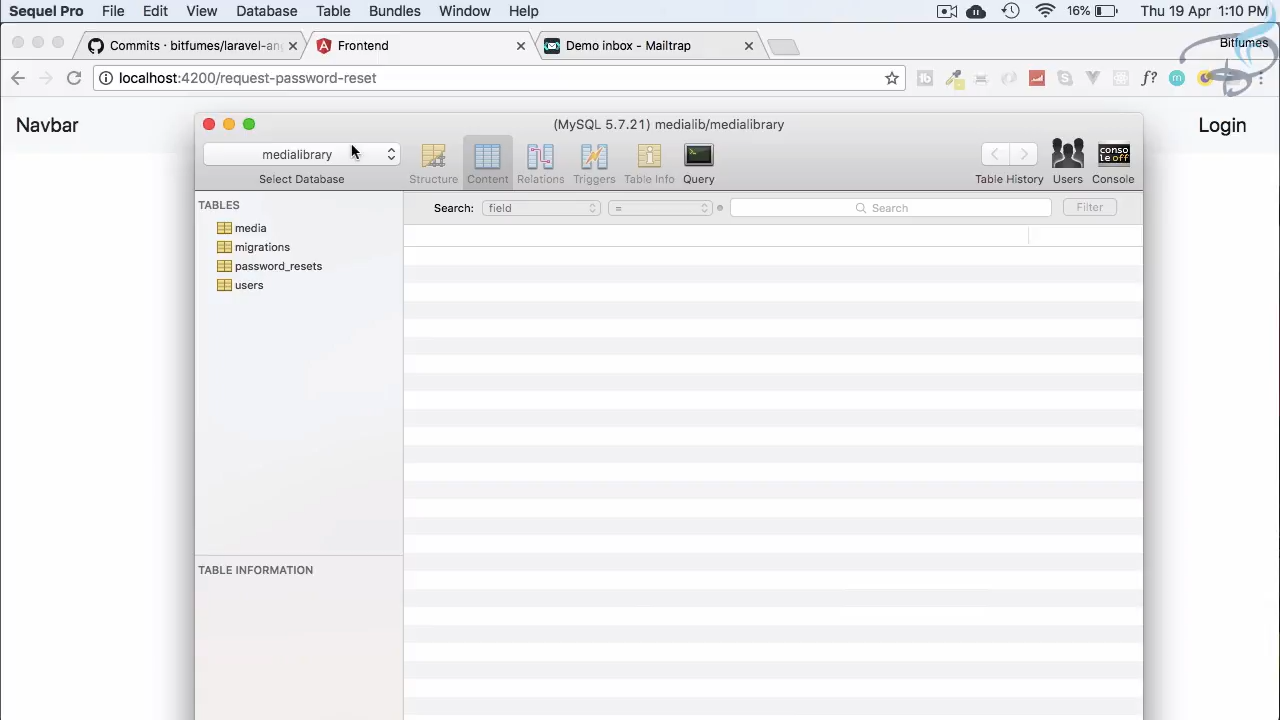 Sequel Pro File Edit View Database Table Bundles Window Help 16% Thu 19 Apr 1:10 PM
Commits · bitfumes/laravel-an Frontend Demo inbox - Mailtrap Bitfumes
localhost:4200/request-password-reset f?
Navbar Login
(MySQL 5.7.21) medialib/medialibrary
medialibrary
Select Database Structure Content Relations Triggers Table Info Query Table History Users Console
conso
le off
TABLES
Search: field = Search Filter
media
migrations
password_resets
users
TABLE INFORMATION